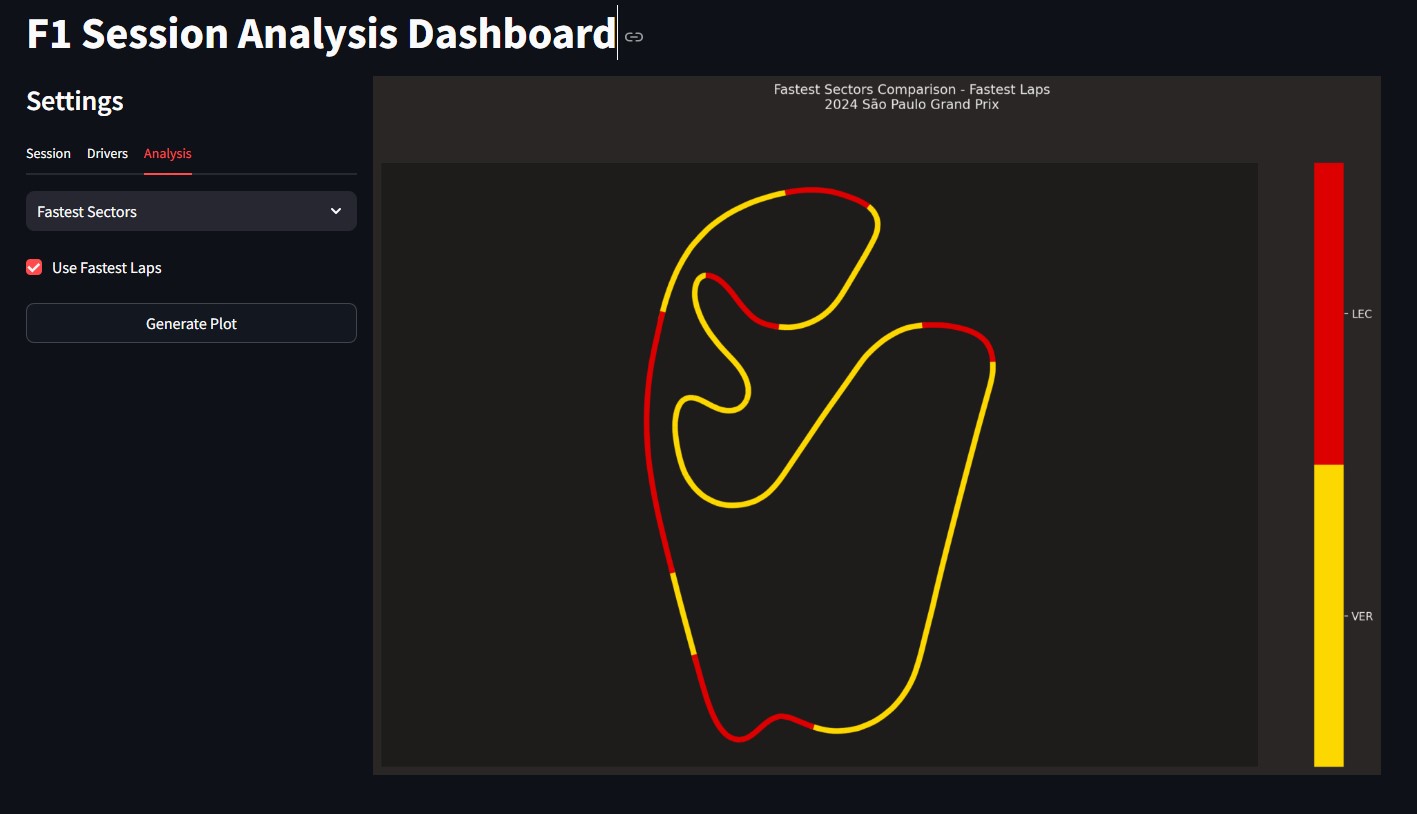 F1 Session Analysis Dashboard
Settings
Session Drivers Analysis
Fastest Sectors
Use Fastest Laps
Generate Plot
Fastest Sectors Comparison - Fastest Laps
2024 São Paulo Grand Prix
LEC
VER